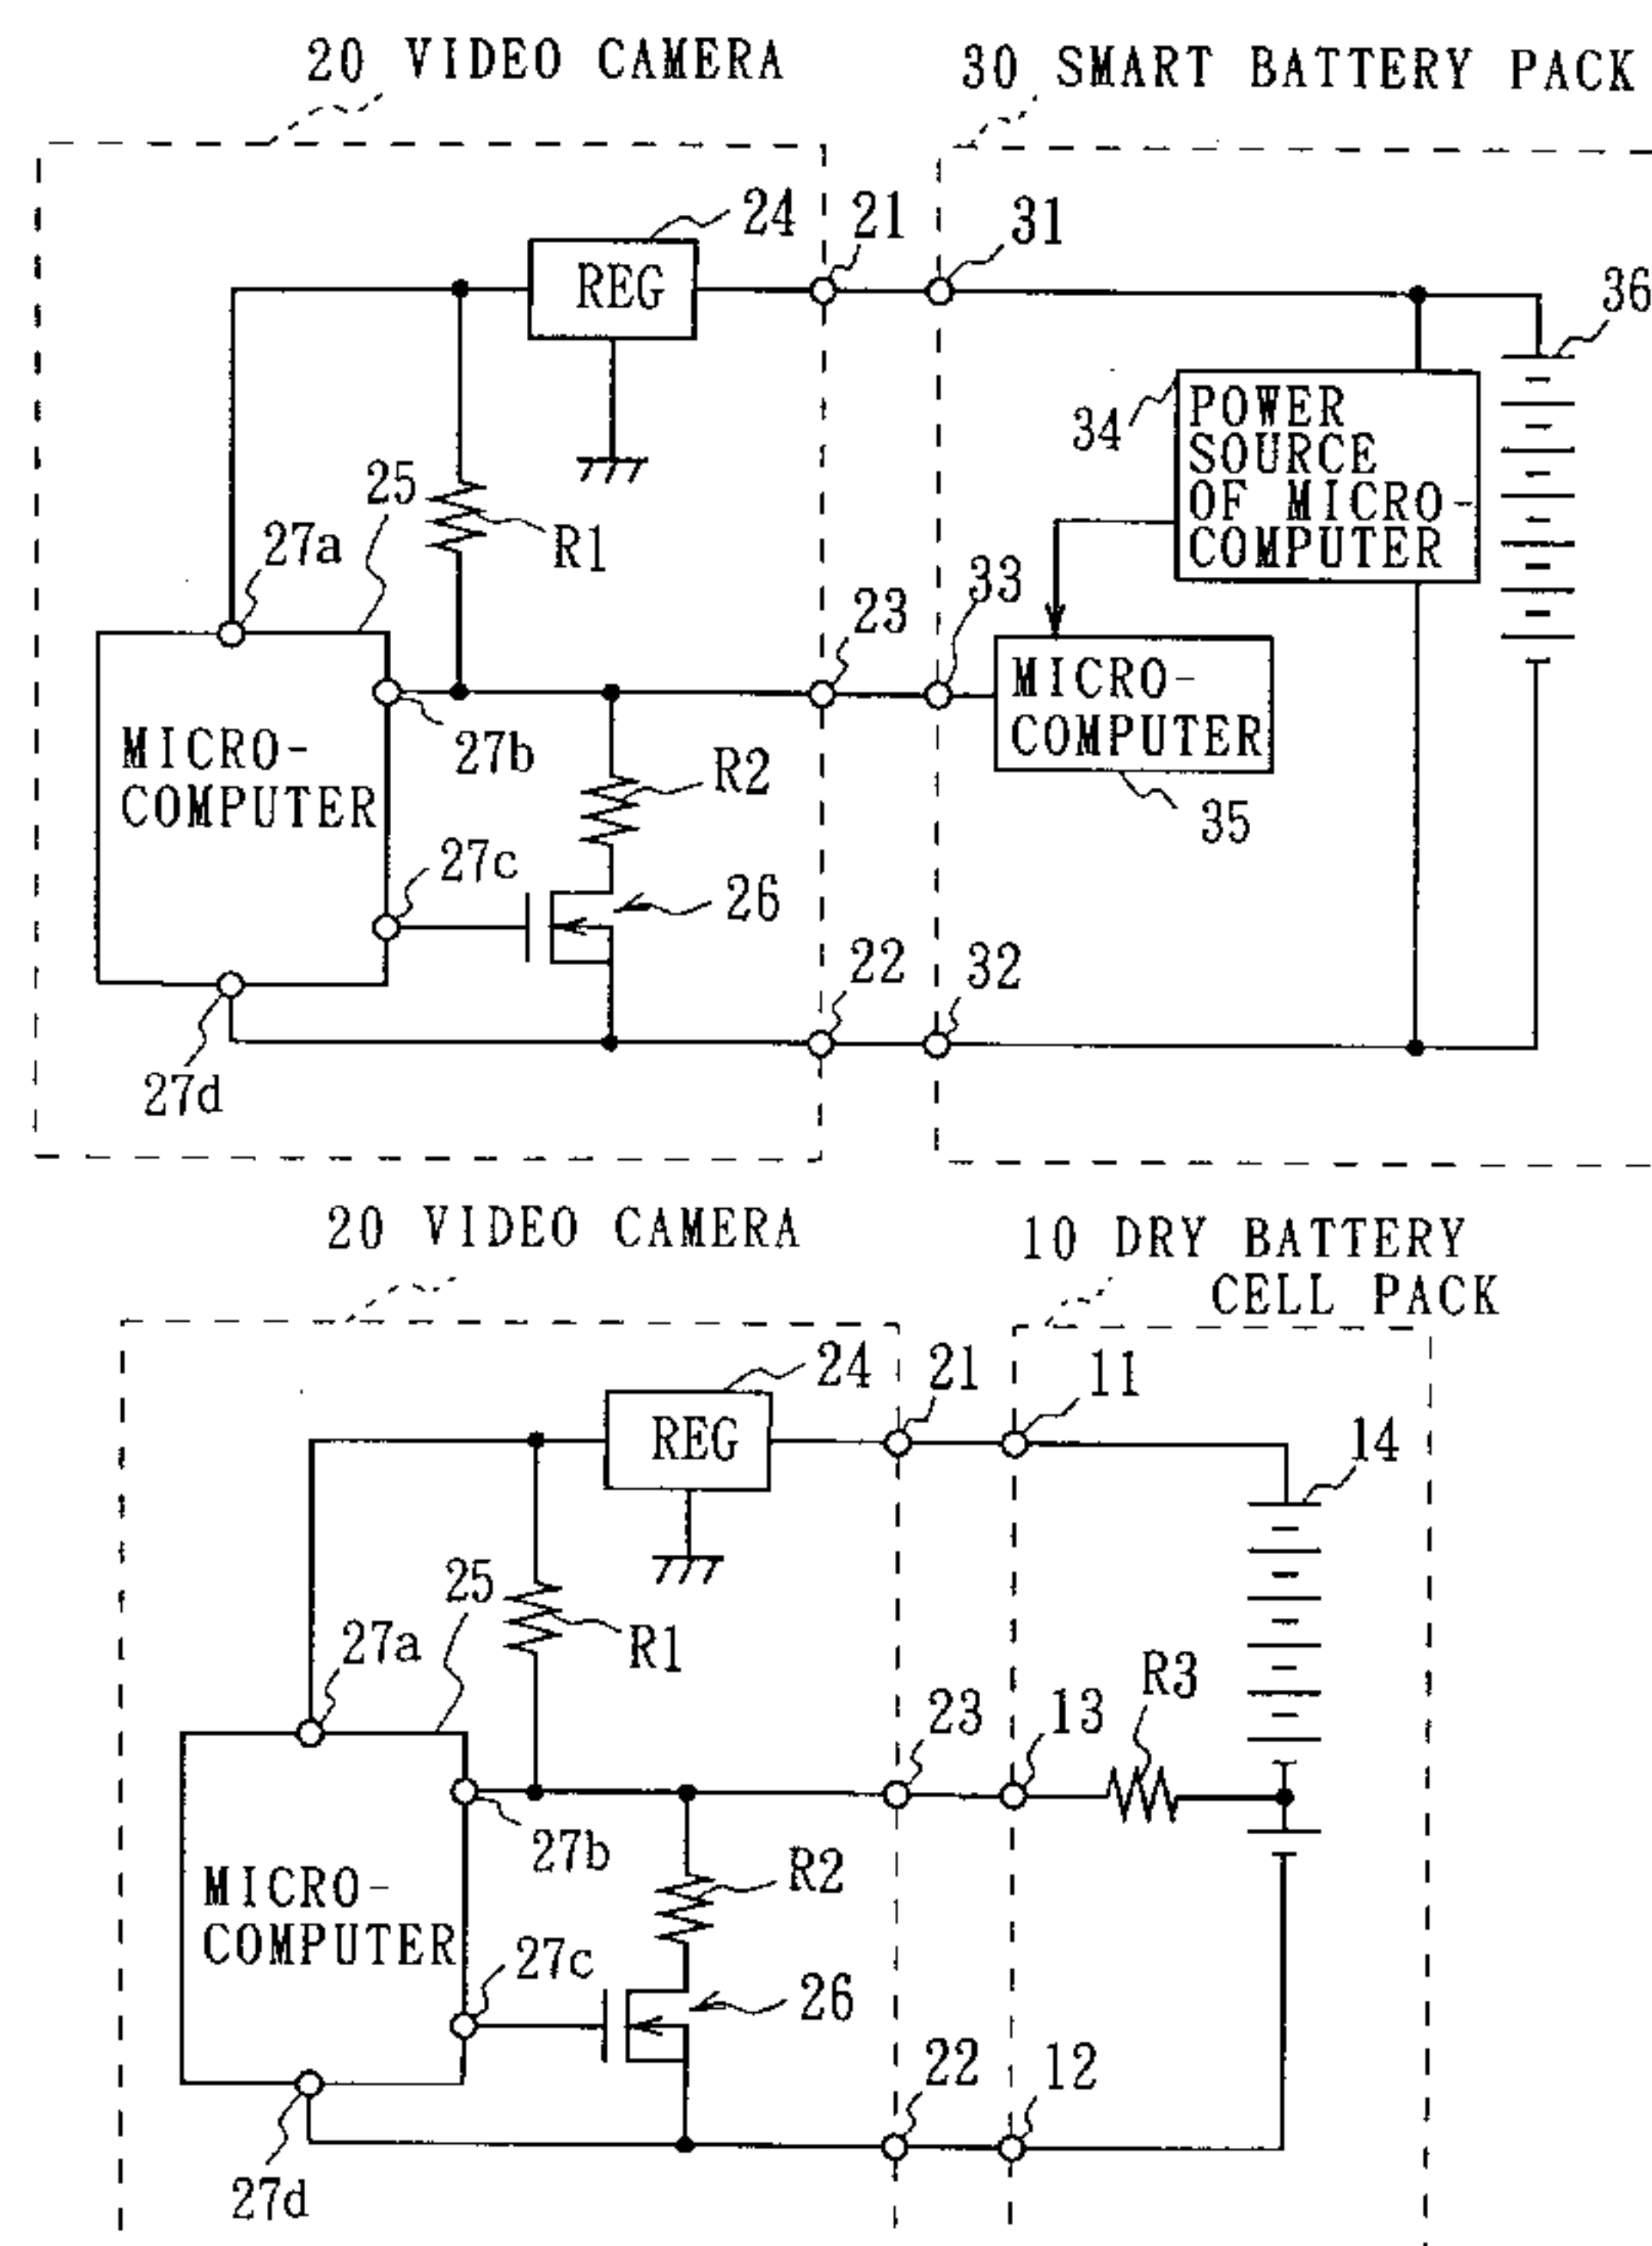 20 VIDEO CAMERA
30 SMART BATTERY PACK
24
21
31
REG
36
34
POWER
SOURCE
OF MICRO-
COMPUTER
25
R1
27a
23
33
MICRO-
COMPUTER
27b
R2
MICRO-
COMPUTER
35
27c
26
22
32
27d
20 VIDEO CAMERA
10 DRY BATTERY
CELL PACK
24
21
11
REG
14
25
27a
R1
R3
23
13
27b
R2
MICRO-
COMPUTER
27c
26
22
12
27d